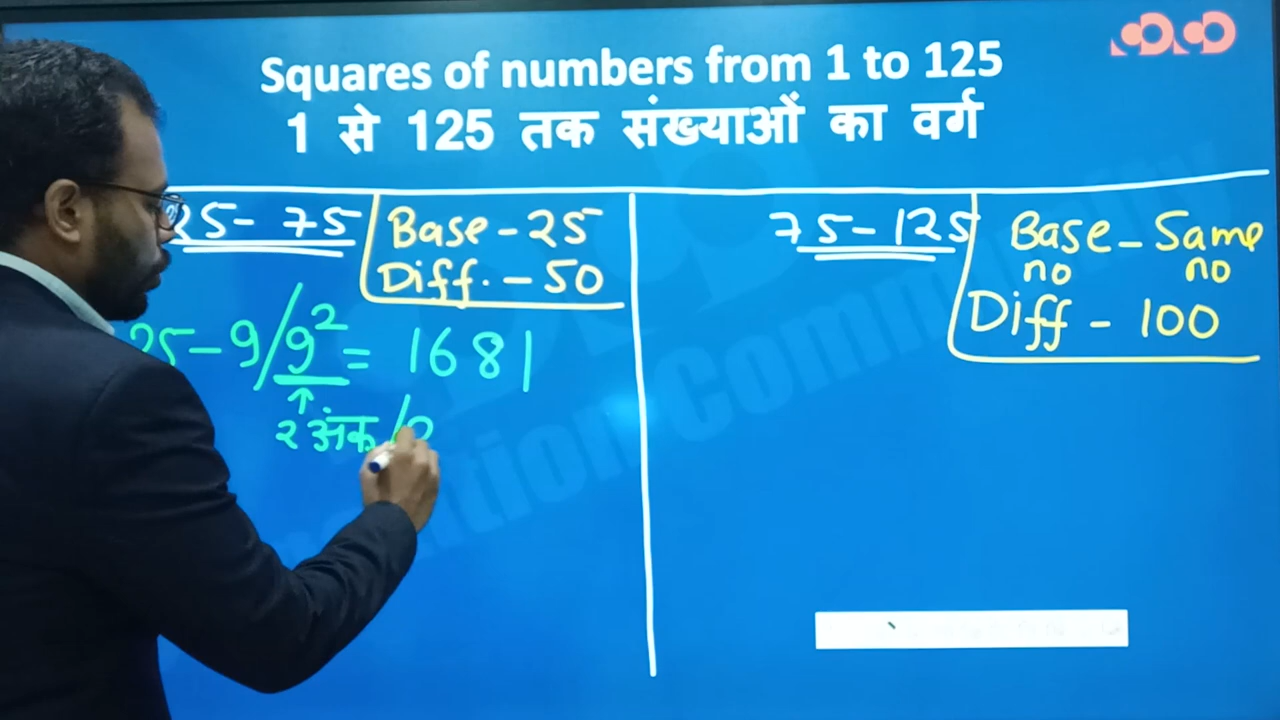 Squares of numbers from 1 to 125
1 से 125 तक संख्याओं का वर्ग
25 - 75
Base - 25
Diff. - 50
25 - 9/9² = 1681
↑
2 अंक /2
75 - 125
Base - Same
no no
Diff - 100